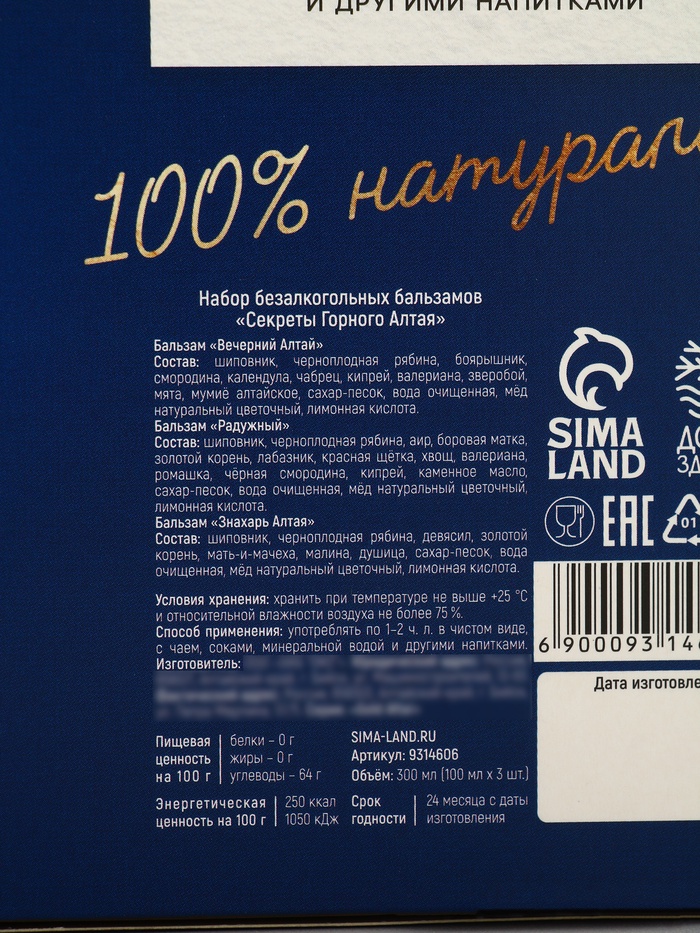 И ДРУГИМИ НАПИТКАМИ
100% натурал
Набор безалкогольных бальзамов
«Секреты Горного Алтая»
Бальзам «Вечерний Алтай»
Состав: шиповник, черноплодная рябина, боярышник,
смородина, календула, чабрец, кипрей, валериана, зверобой,
мята, мумиё алтайское, сахар-песок, вода очищенная, мёд
натуральный цветочный, лимонная кислота.
Бальзам «Радужный»
Состав: шиповник, черноплодная рябина, аир, боровая матка,
золотой корень, лабазник, красная щётка, хвощ, валериана,
ромашка, чёрная смородина, кипрей, каменное масло,
сахар-песок, вода очищенная, мёд натуральный цветочный,
лимонная кислота.
Бальзам «Знахарь Алтая»
Состав: шиповник, черноплодная рябина, девясил, золотой
корень, мать-и-мачеха, малина, душица, сахар-песок, вода
очищенная, мёд натуральный цветочный, лимонная кислота.
Условия хранения: хранить при температуре не выше +25 °С
и относительной влажности воздуха не более 75 %.
Способ применения: употреблять по 1–2 ч. л. в чистом виде,
с чаем, соками, минеральной водой и другими напитками.
Изготовитель:
Пищевая
ценность
на 100 г
белки – 0 г
жиры – 0 г
углеводы – 64 г
SIMA-LAND.RU
Артикул: 9314606
Объём: 300 мл (100 мл х 3 шт.)
Энергетическая
ценность на 100 г
250 ккал
1050 кДж
Срок
годности
24 месяца с даты
изготовления
SIMA
LAND
ЕАС
01
6 900093 14
Дата изготовле